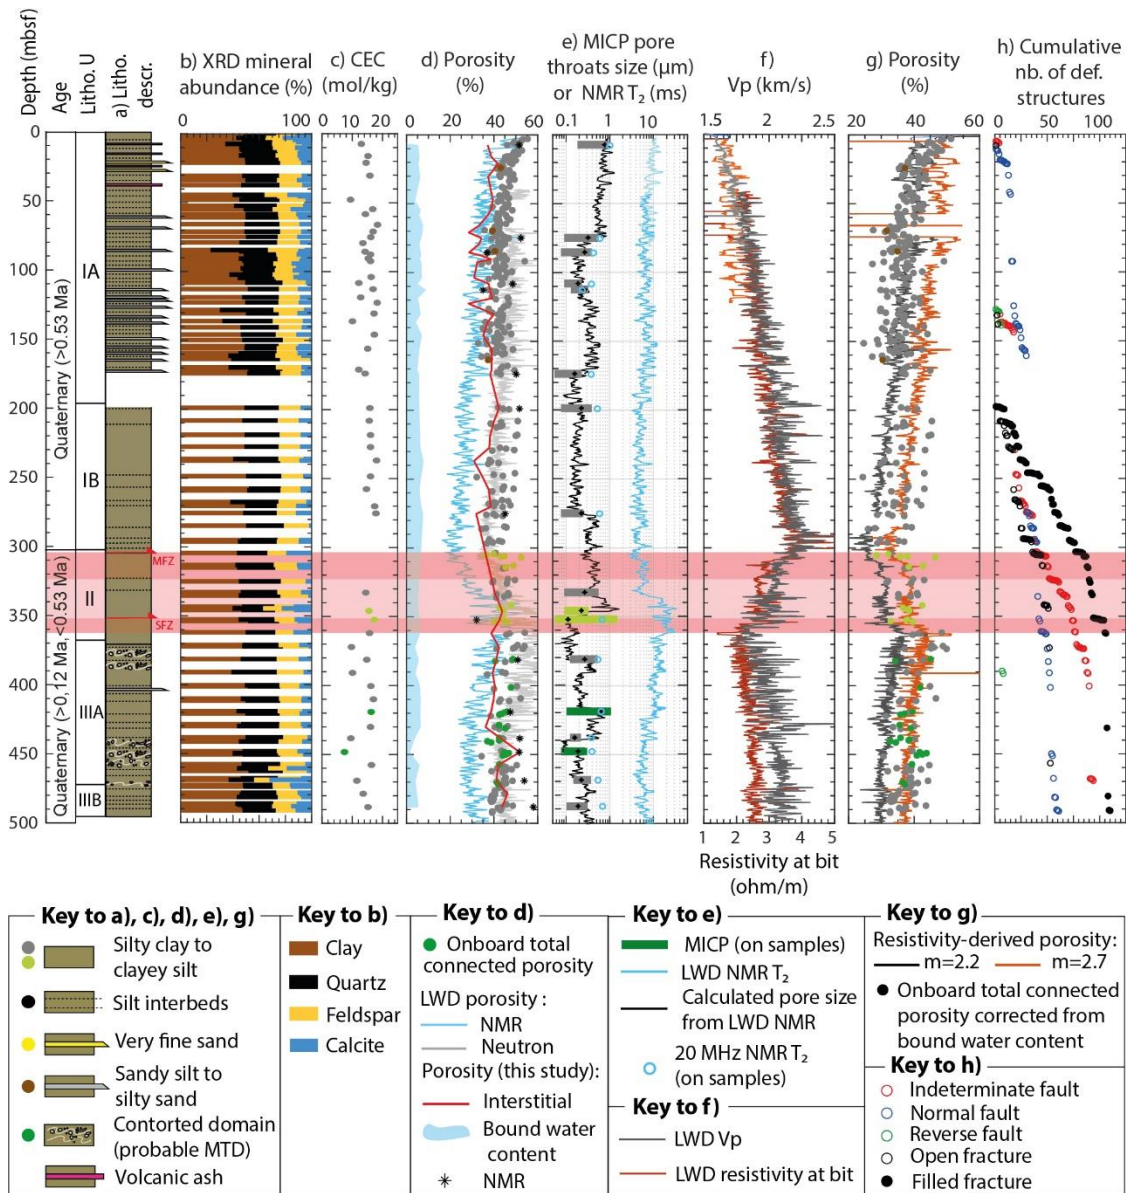 Depth (mbsf)
Age
Litho. U
a) Litho.
descr.
b) XRD mineral
abundance (%)
c) CEC
(mol/kg)
d) Porosity
(%)
e) MICP pore
throats size (μm)
or NMR T₂ (ms)
f)
Vp (km/s)
g) Porosity
(%)
h) Cumulative
nb. of def.
structures
0 100
0 10 20
0 20 40 60
0.1 1 10
1.5 2 2.5
20 40 60
0 50 100
0
50
100
150
200
250
300
350
400
450
500
Quaternary (>0.53 Ma)
Quaternary (>0, 12 Ma, <0.53 Ma)
IA
IB
II
IIIA
IIIB
MFZ
SFZ
1 2 3 4 5
Resistivity at bit
(ohm/m)
Key to a), c), d), e), g)
Silty clay to
clayey silt
Silt interbeds
Very fine sand
Sandy silt to
silty sand
Contorted domain
(probable MTD)
Volcanic ash
Key to b)
Clay
Quartz
Feldspar
Calcite
Key to d)
Onboard total
connected porosity
LWD porosity :
NMR
Neutron
Porosity (this study):
Interstitial
Bound water
content
NMR
Key to e)
MICP (on samples)
LWD NMR T₂
Calculated pore size
from LWD NMR
20 MHz NMR T₂
(on samples)
Key to f)
LWD Vp
LWD resistivity at bit
Key to g)
Resistivity-derived porosity:
m=2.2 m=2.7
Onboard total connected
porosity corrected from
bound water content
Key to h)
Indeterminate fault
Normal fault
Reverse fault
Open fracture
Filled fracture